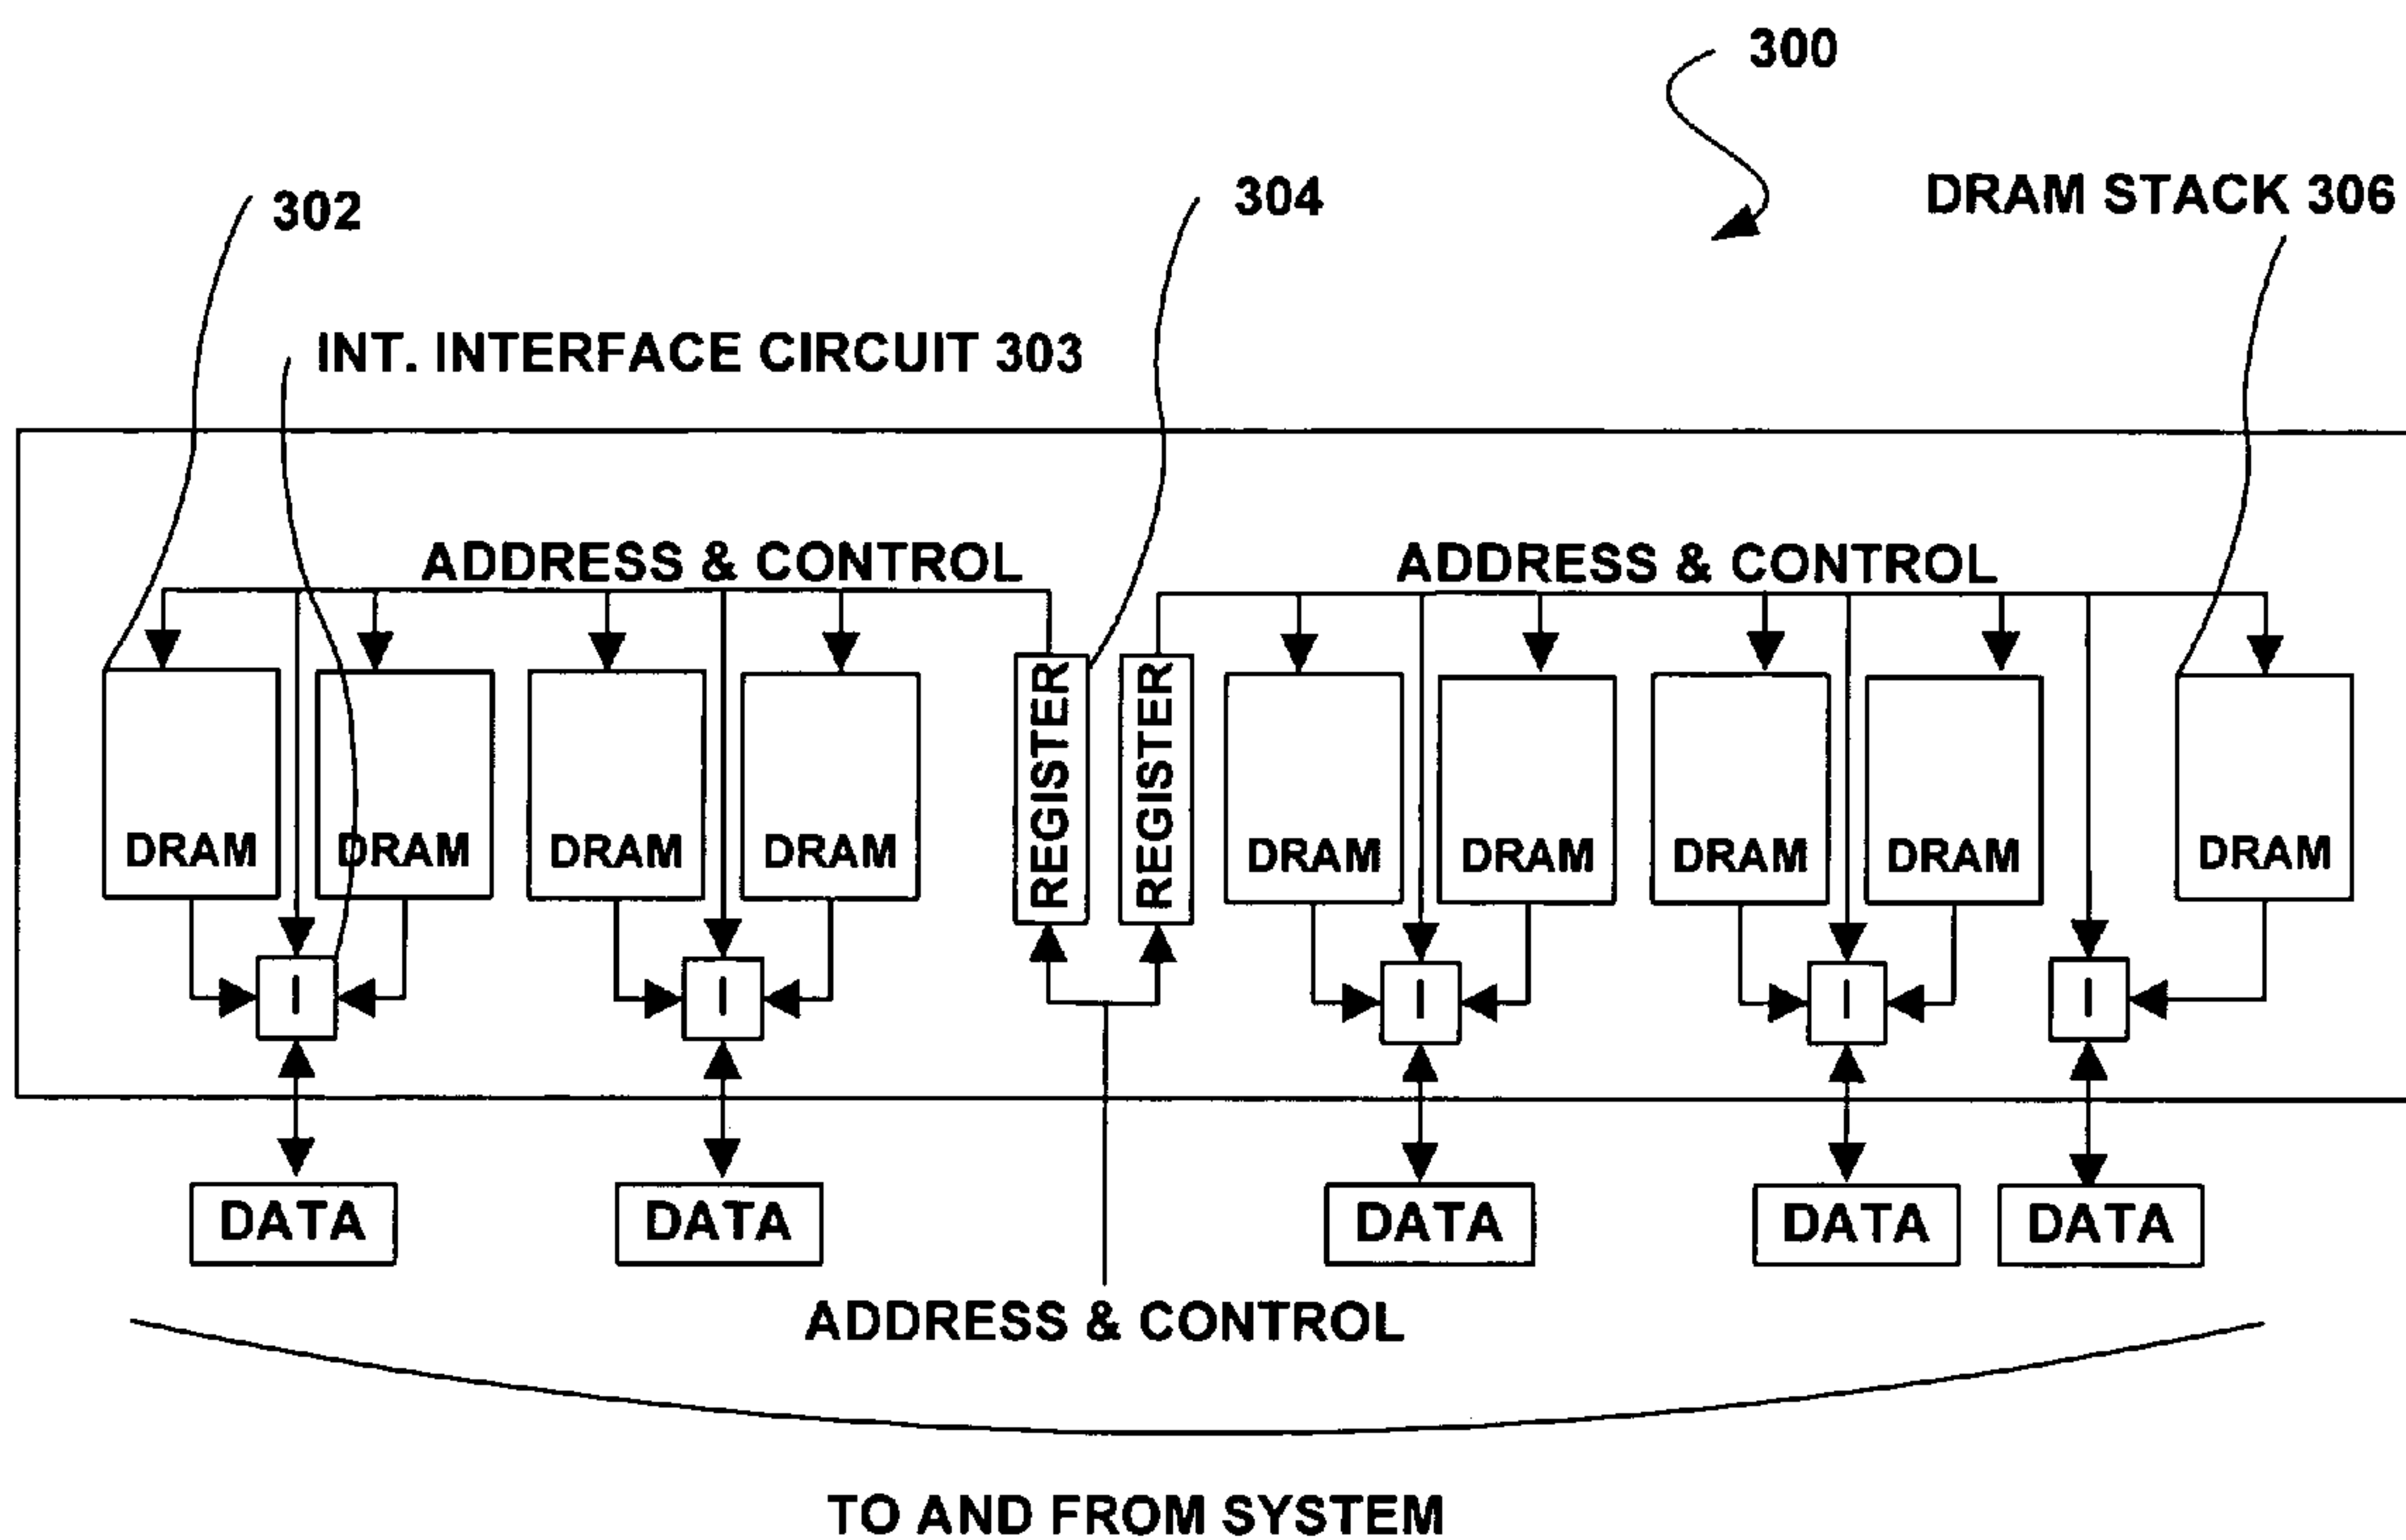 300
302
304
DRAM STACK 306
INT. INTERFACE CIRCUIT 303
ADDRESS & CONTROL
ADDRESS & CONTROL
REGISTER
REGISTER
DRAM
DRAM
DRAM
DRAM
DRAM
DRAM
DRAM
DRAM
DRAM
I
I
I
I
I
DATA
DATA
DATA
DATA
DATA
ADDRESS & CONTROL
TO AND FROM SYSTEM